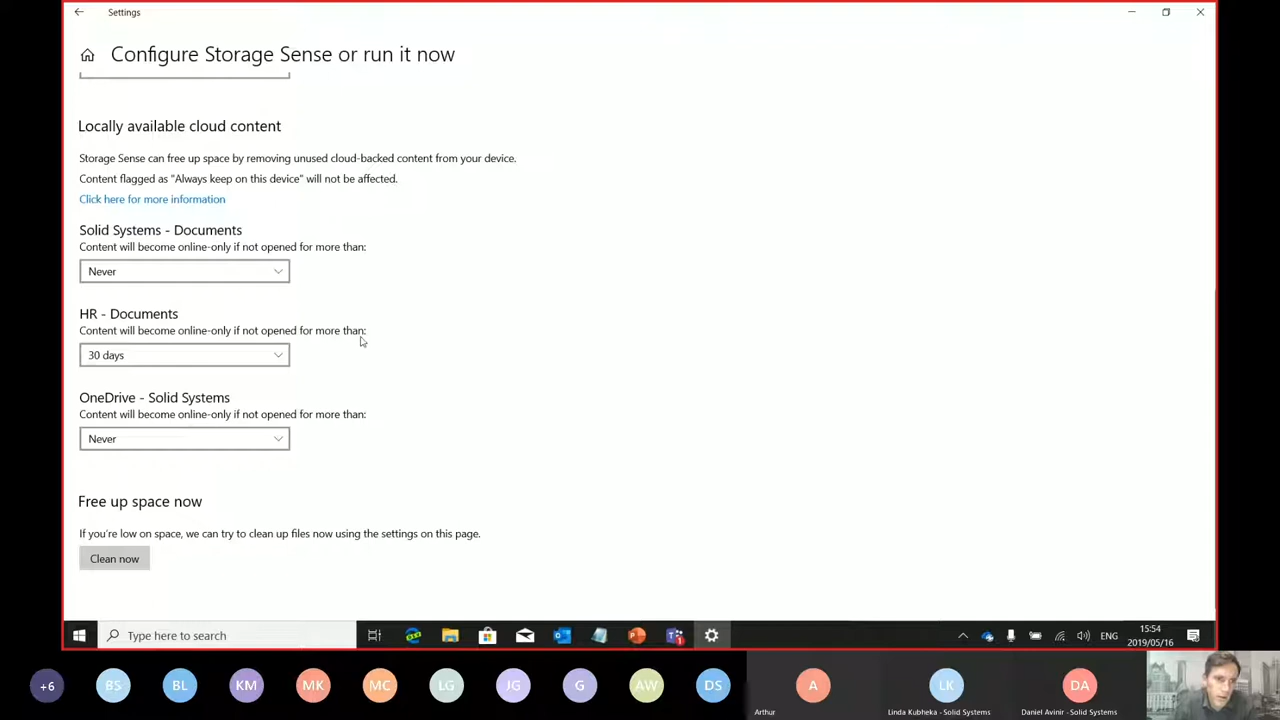 Settings
Configure Storage Sense or run it now
Locally available cloud content
Storage Sense can free up space by removing unused cloud-backed content from your device.
Content flagged as "Always keep on this device" will not be affected.
Click here for more information
Solid Systems - Documents
Content will become online-only if not opened for more than:
Never
HR - Documents
Content will become online-only if not opened for more than:
30 days
OneDrive - Solid Systems
Content will become online-only if not opened for more than:
Never
Free up space now
If you're low on space, we can try to clean up files now using the settings on this page.
Clean now
Type here to search
ENG
15:54
2019/05/16
+6
BS
BL
KM
MK
MC
LG
JG
G
AW
DS
A
LK
DA
Arthur
Linda Kubheka - Solid Systems
Daniel Avinir - Solid Systems